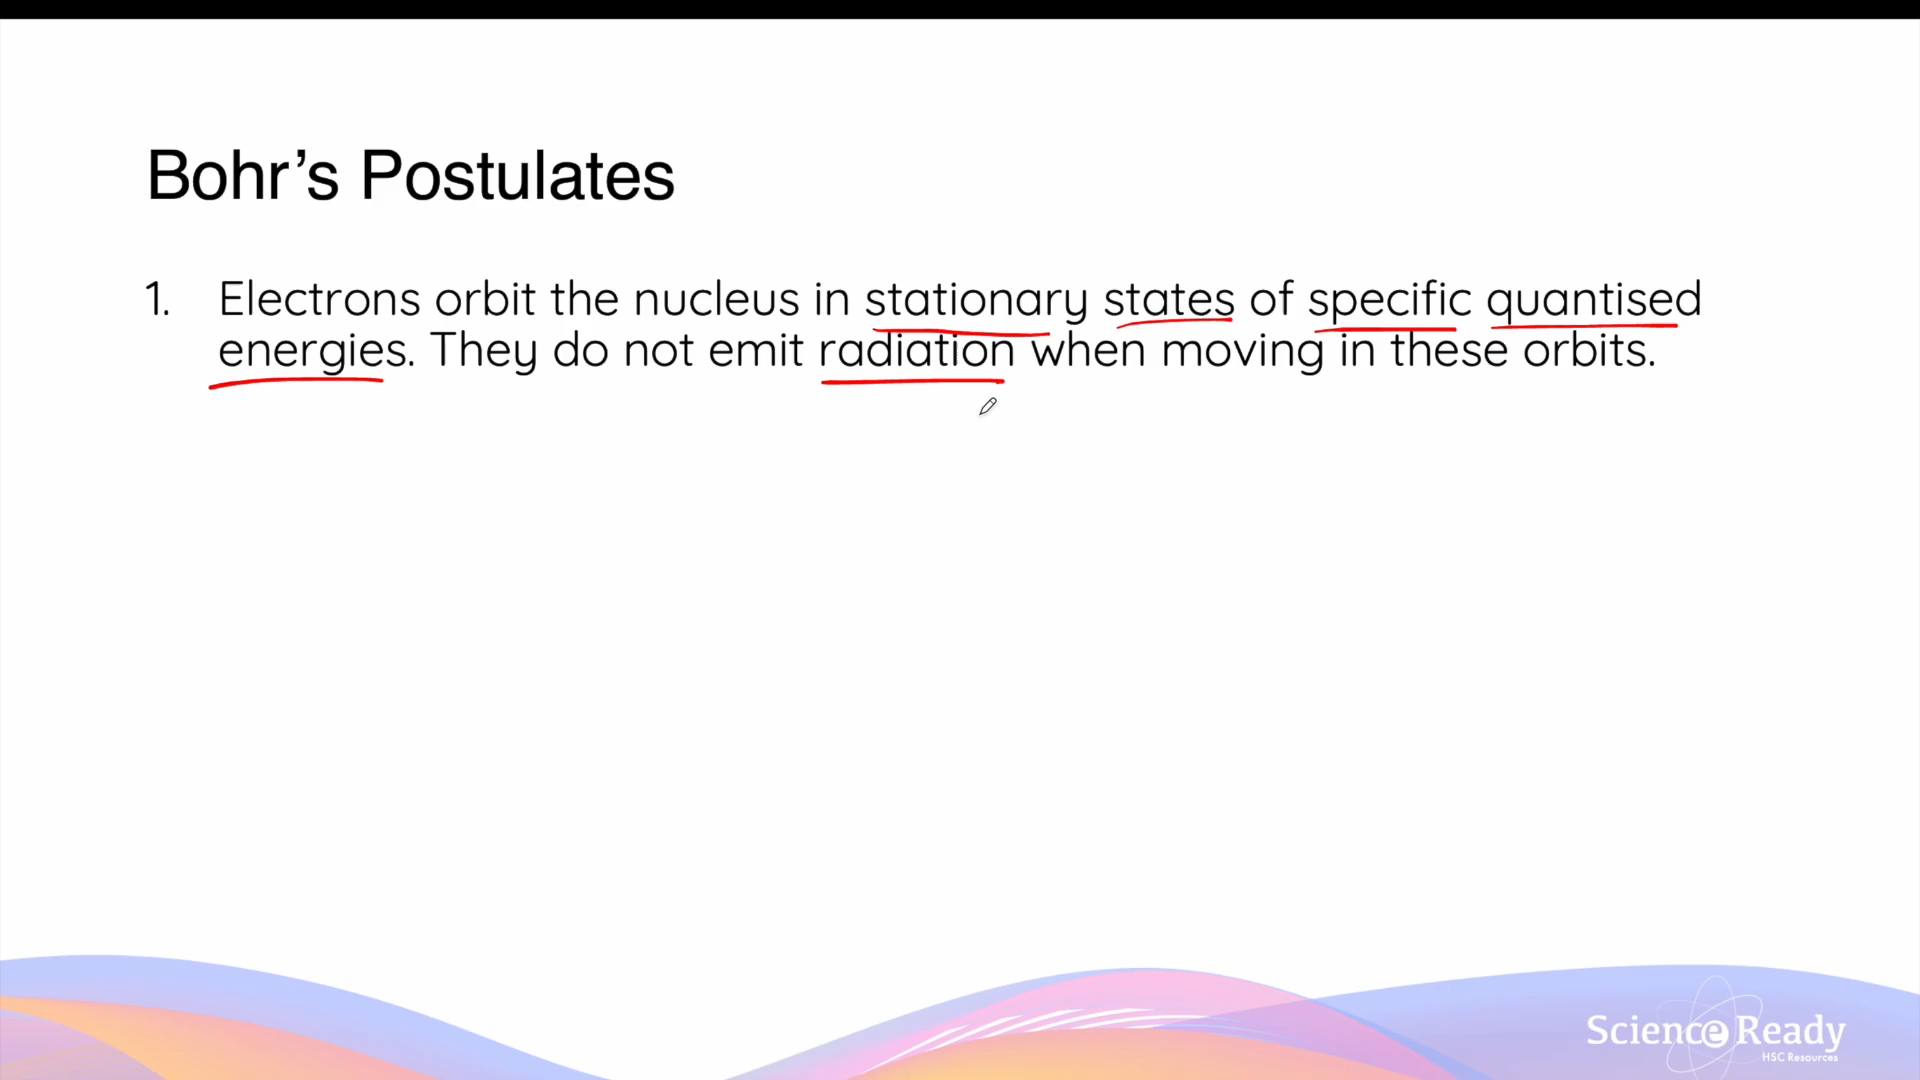 Bohr’s Postulates
1. Electrons orbit the nucleus in stationary states of specific quantised
energies. They do not emit radiation when moving in these orbits.
Science Ready
HSC Resources